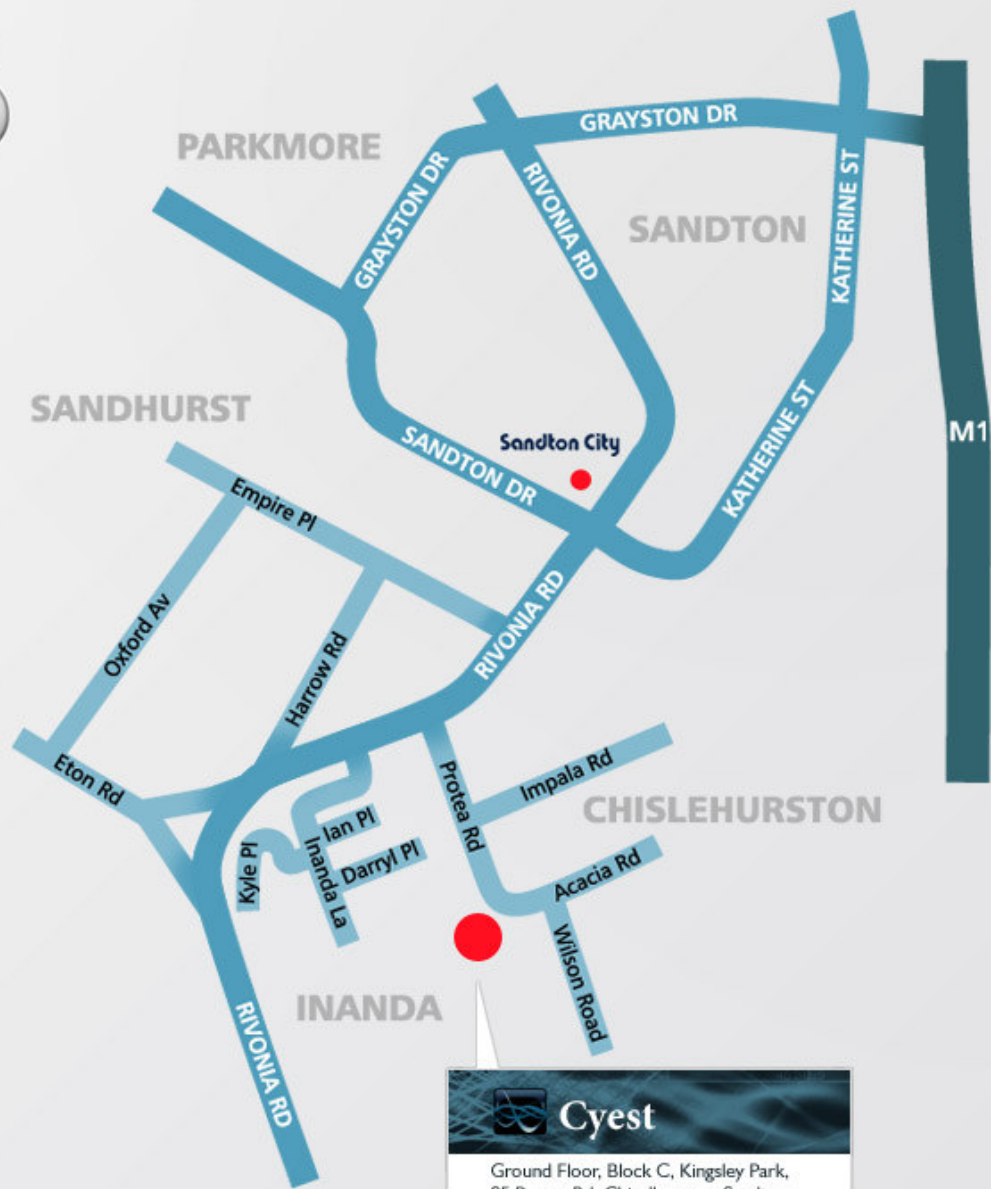 GRAYSTON DR
PARKMORE
GRAYSTON DR
RIVONIA RD
KATHERINE ST
SANDTON
SANDHURST
Sandton City
M1
SANDTON DR
KATHERINE ST
Empire Pl
RIVONIA RD
Oxford Av
Harrow Rd
Eton Rd
Protea Rd
Impala Rd
CHISLEHURSTON
Ian Pl
Kyle Pl
Inanda La
Darryl Pl
Acacia Rd
Wilson Road
INANDA
RIVONIA RD
Cyest
Ground Floor, Block C, Kingsley Park,